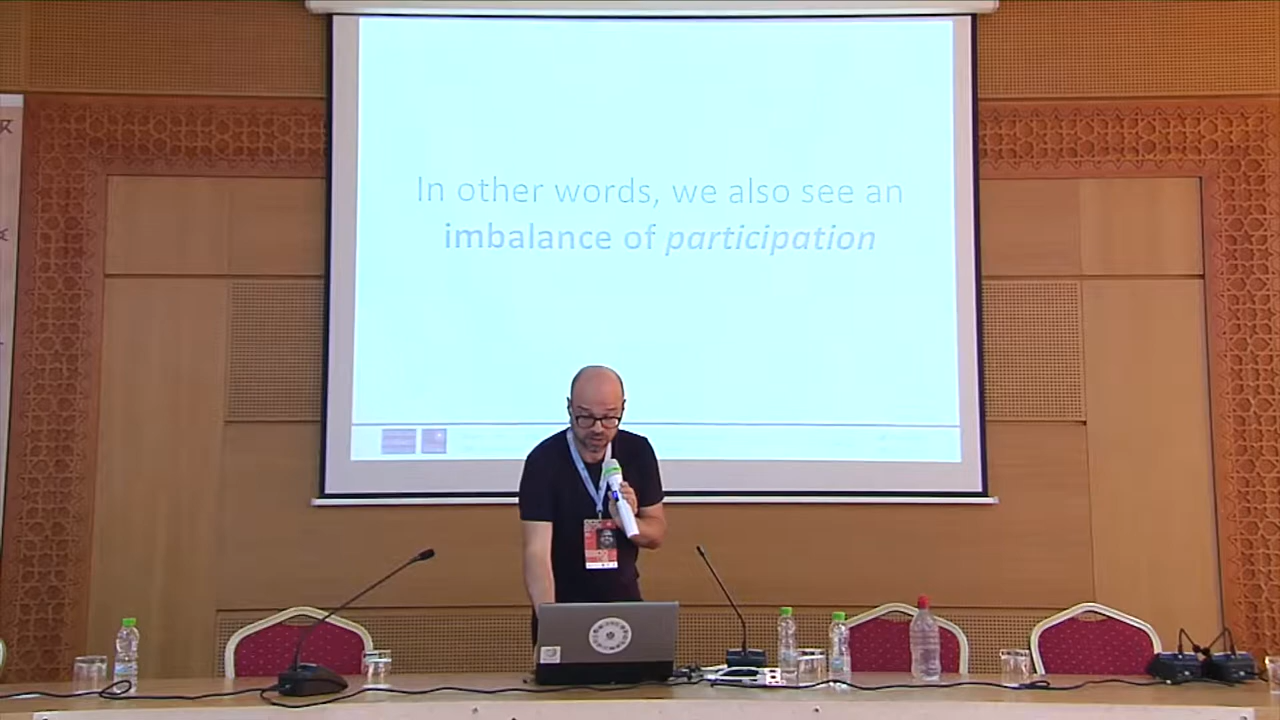 In other words, we also see an
imbalance of participation